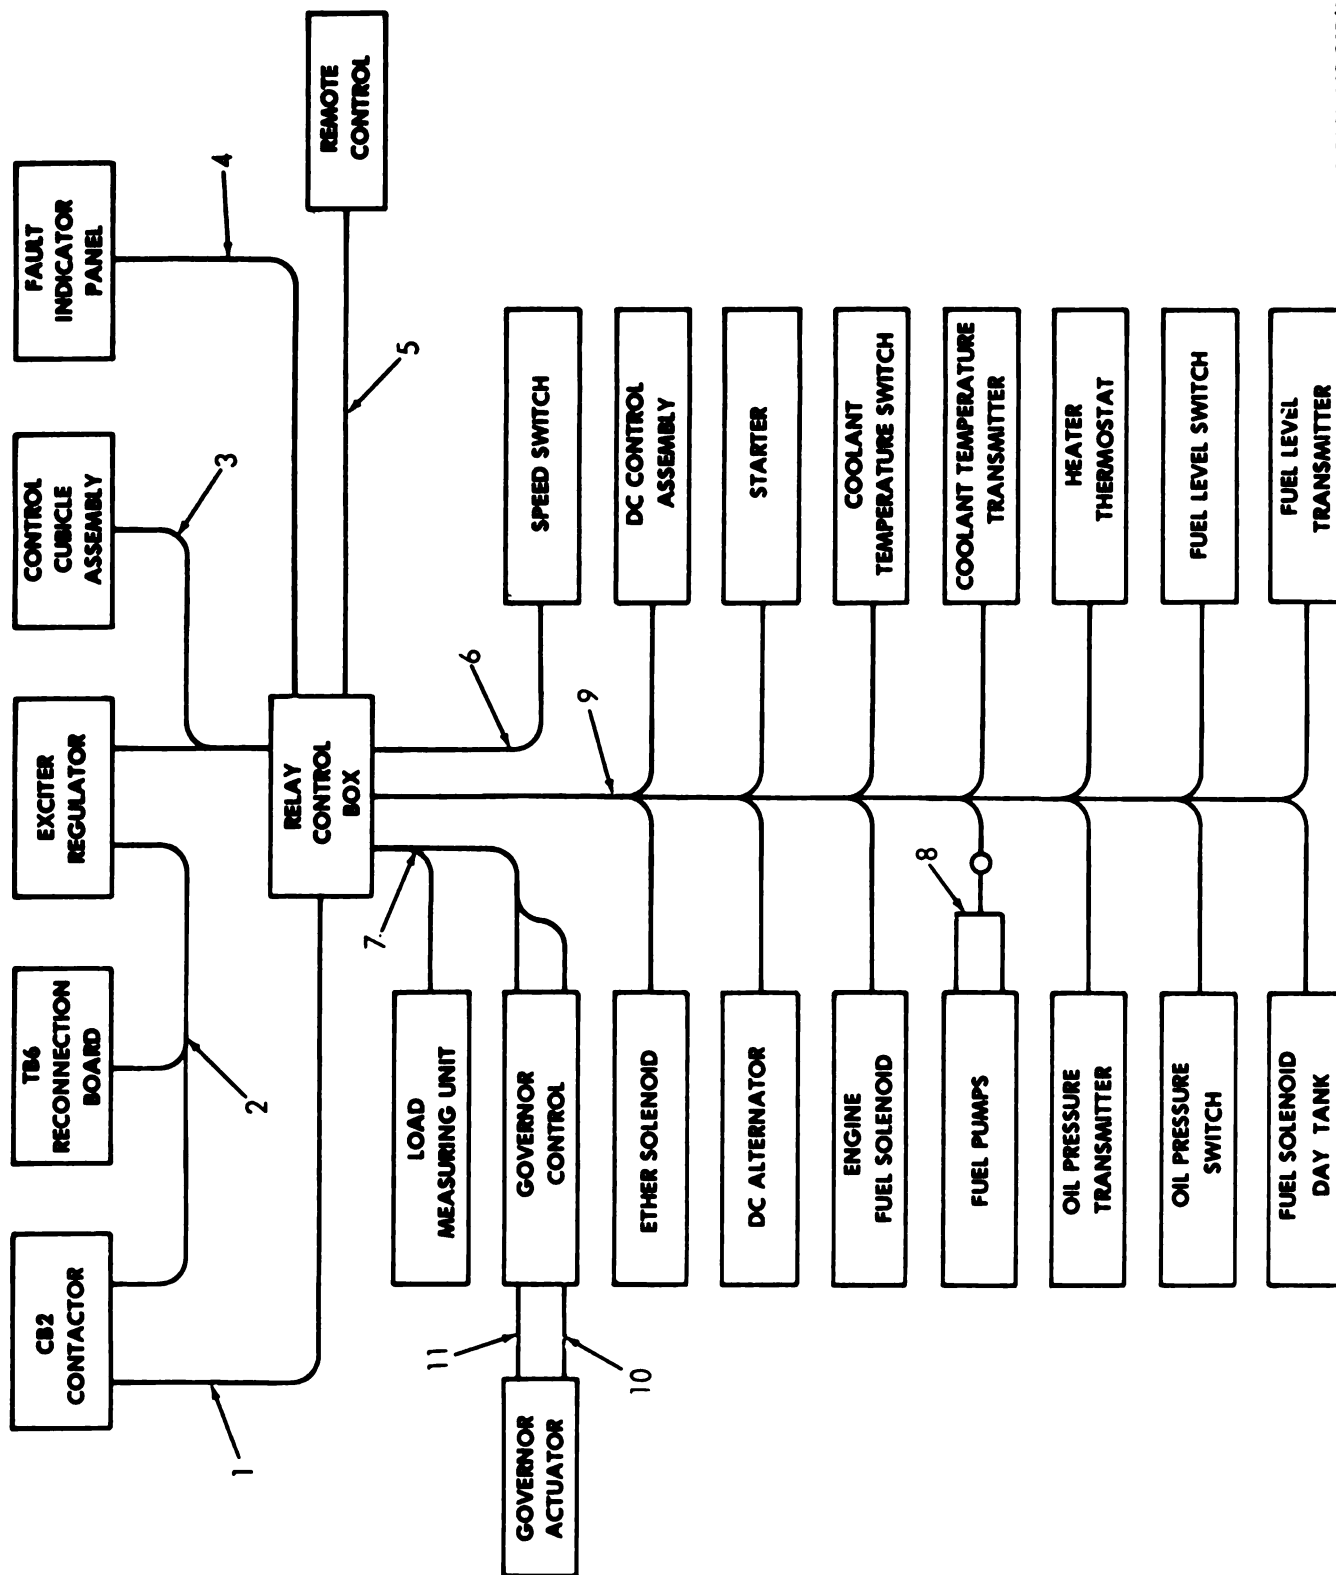 CB2
CONTACTOR
TB6
RECONNECTION
BOARD
EXCITER
REGULATOR
CONTROL
CUBICLE
ASSEMBLY
FAULT
INDICATOR
PANEL
1
2
3
4
RELAY
CONTROL
BOX
REMOTE
CONTROL
5
6
7
LOAD
MEASURING UNIT
GOVERNOR
ACTUATOR
11
10
GOVERNOR
CONTROL
SPEED SWITCH
9
ETHER SOLENOID
DC CONTROL
ASSEMBLY
DC ALTERNATOR
STARTER
ENGINE
FUEL SOLENOID
COOLANT
TEMPERATURE SWITCH
FUEL PUMPS
8
COOLANT TEMPERATURE
TRANSMITTER
OIL PRESSURE
TRANSMITTER
HEATER
THERMOSTAT
OIL PRESSURE
SWITCH
FUEL LEVEL SWITCH
FUEL SOLENOID
DAY TANK
FUEL LEVEL
TRANSMITTER